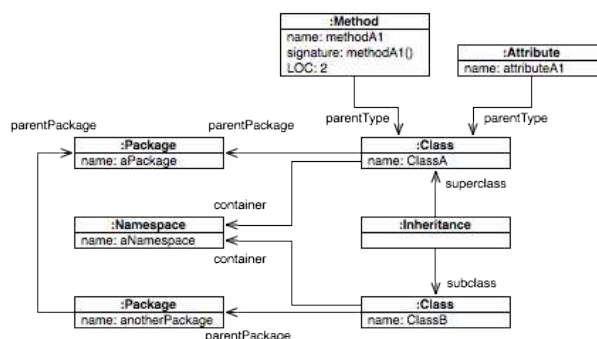 :Method
name: methodA1
signature: methodA1()
LOC: 2
:Attribute
name: attributeA1
parentPackage
parentPackage
parentType
parentType
:Package
name: aPackage
:Class
name: ClassA
superclass
container
:Namespace
name: aNamespace
:Inheritance
container
subclass
:Package
name: anotherPackage
:Class
name: ClassB
parentPackage